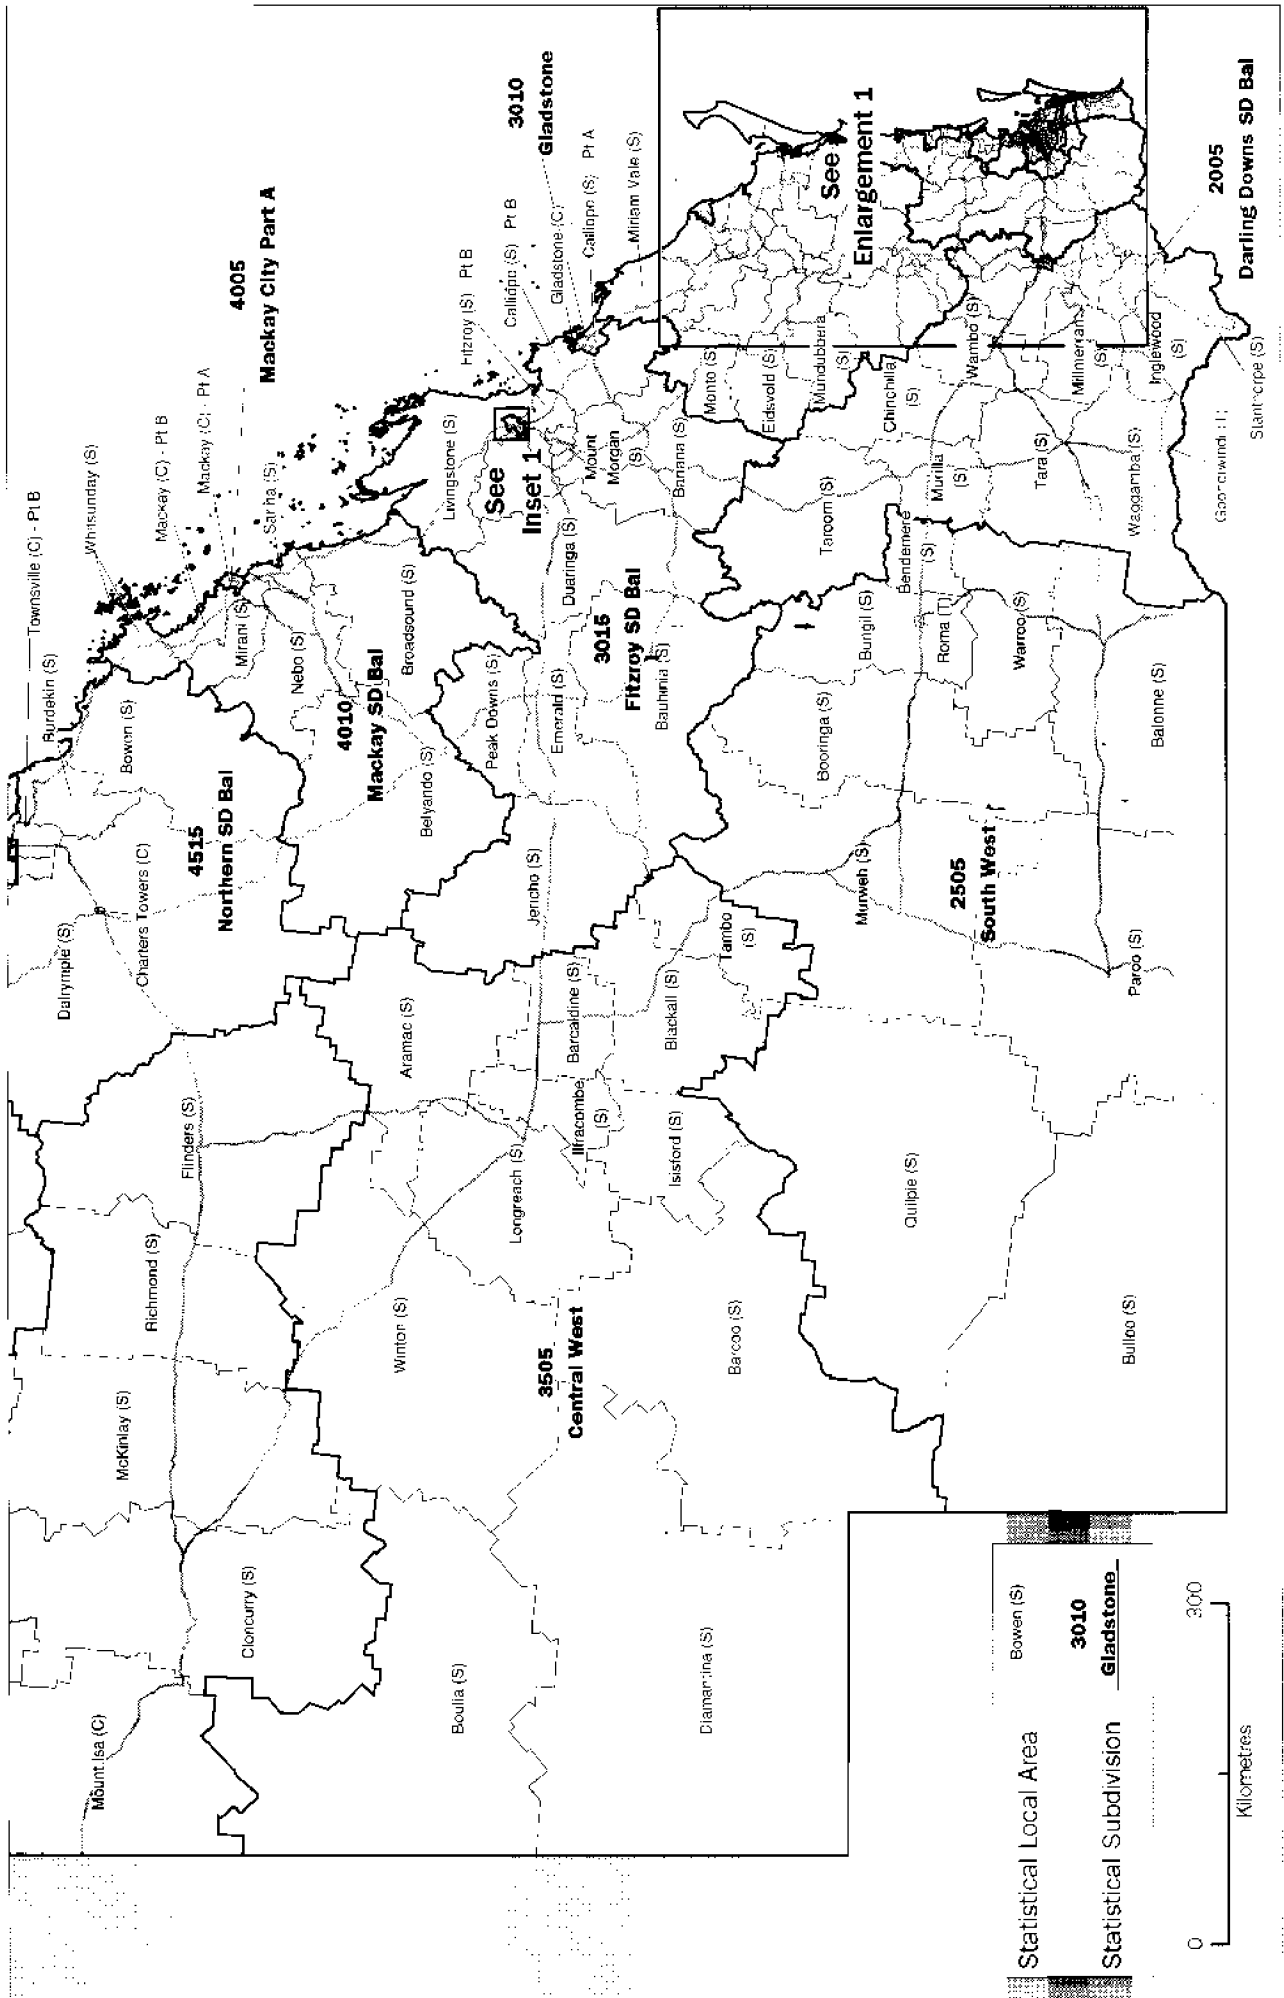 Townsville (C) - Pt B
Burdekin (S)
Whitsunday (S)
Mackay (C) - Pt B
Mackay (C) - Pt A
4005
Mackay City Part A
Sarina (S)
Bowen (S)
Mirani (S)
Nebo (S)
Broadsound (S)
Livingstone (S)
See
Inset 1
Fitzroy (S) Pt B
Calliope (S) Pt B
3010
Gladstone
Gladstone (C)
Calliope (S) Pt A
Miriam Vale (S)
See
Enlargement 1
Dalrymple (S)
Charters Towers (C)
4515
Northern SD Bal
4010
Mackay SD Bal
Belyando (S)
Peak Downs (S)
Emerald (S)
Duaringa (S)
Mount
Morgan
(S)
Banana (S)
3015
Fitzroy SD Bal
Bauhinia (S)
Jericho (S)
Monto (S)
Eidsvold (S)
Mundubbera
(S)
Chinchilla
(S)
Wambo (S)
Millmerran
(S)
Inglewood
(S)
Taroom (S)
Murilla
(S)
Tara (S)
Waggamba (S)
Stanthorpe (S)
2005
Darling Downs SD Bal
Bendemere
(S)
Bungil (S)
Roma (T)
Warroo (S)
Balonne (S)
Booringa (S)
Murweh (S)
2505
South West
Paroo (S)
Tambo
(S)
Blackall (S)
Barcaldine (S)
Aramac (S)
Ilfracombe
(S)
Isisford (S)
Longreach (S)
Flinders (S)
Richmond (S)
McKinlay (S)
Cloncurry (S)
Mount Isa (C)
Winton (S)
3505
Central West
Barcoo (S)
Quilpie (S)
Bulloo (S)
Boulia (S)
Diamantina (S)
Statistical Local Area
Bowen (S)
Statistical Subdivision
3010
Gladstone
0
300
Kilometres